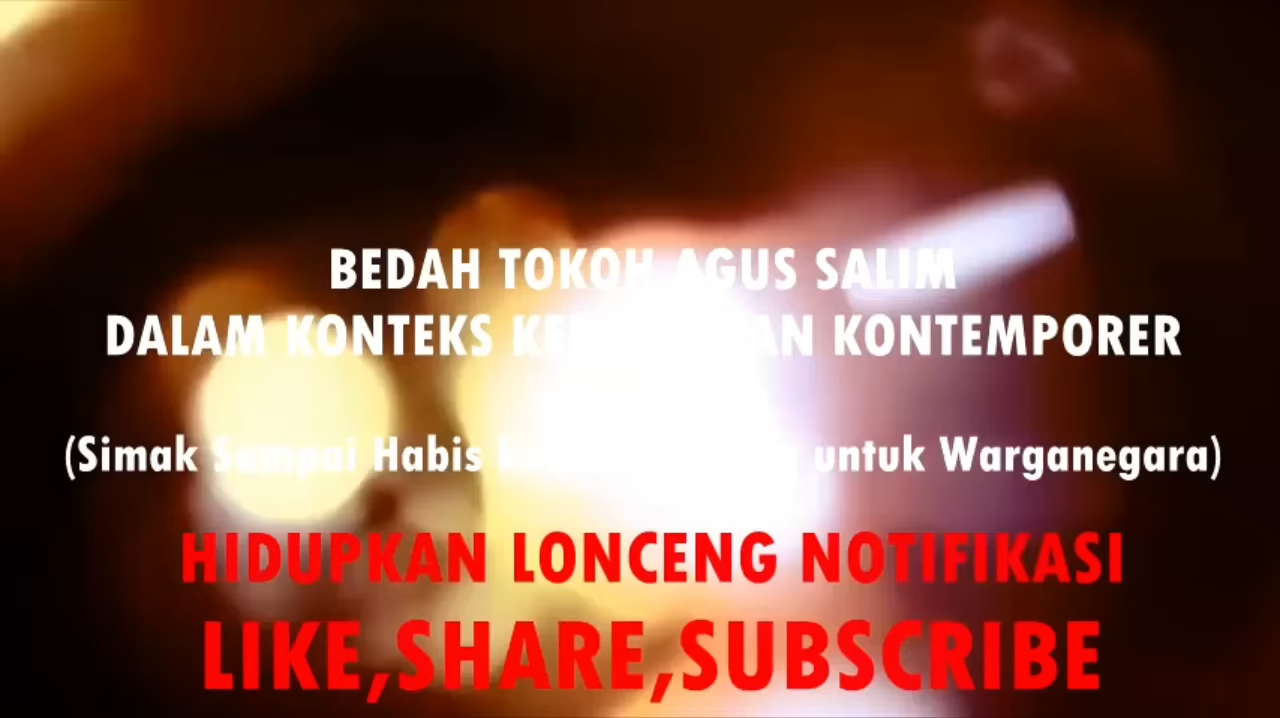 BEDAH TOKOH AGUS SALIM
DALAM KONTEKS KONTEMPORER
(Simak Sampai Habis untuk Warganegara)
HIDUPKAN LONCENG NOTIFIKASI
LIKE,SHARE,SUBSCRIBE